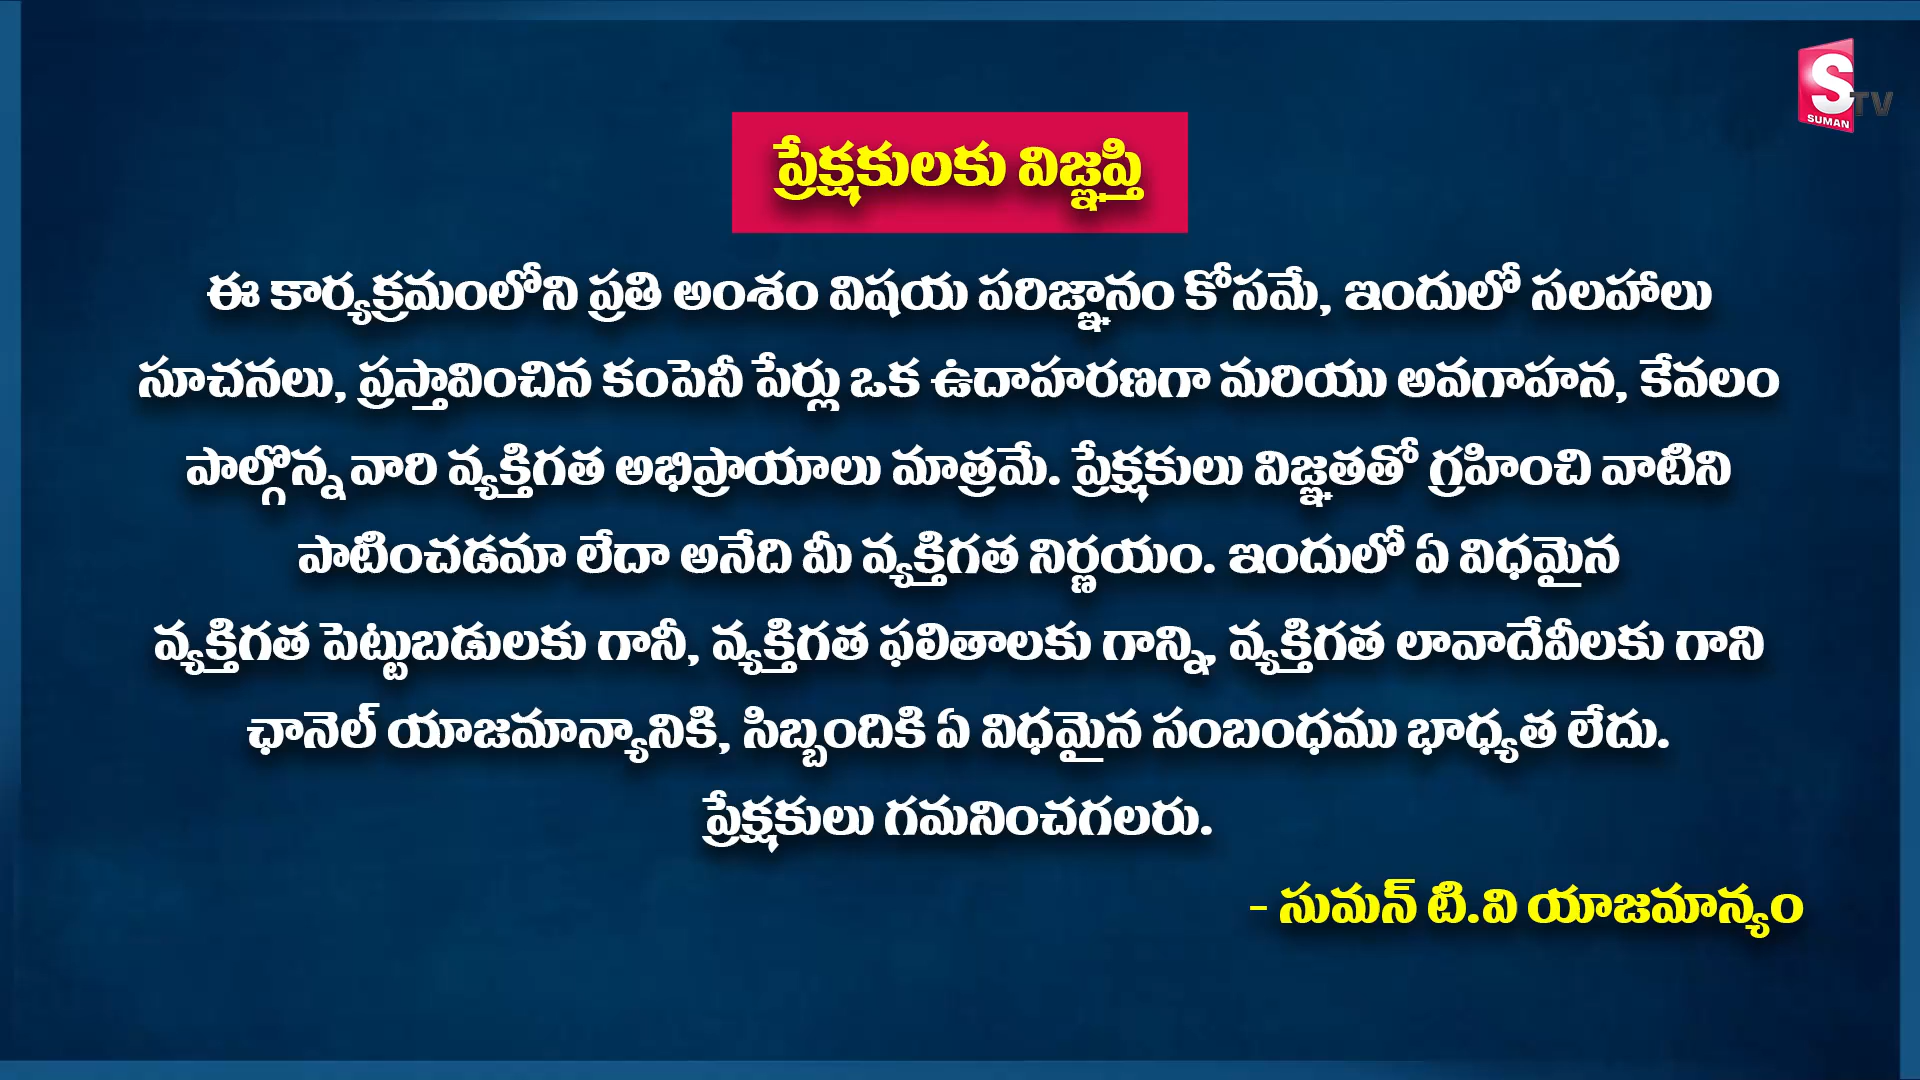 S
TV
SUMAN
ప్రేక్షకులకు విజ్ఞప్తి
ఈ కార్యక్రమంలోని ప్రతి అంశం విషయ పరిజ్ఞానం కోసమే, ఇందులో సలహాలు
సూచనలు, ప్రస్తావించిన కంపెనీ పేర్లు ఒక ఉదాహరణగా మరియు అవగాహన, కేవలం
పాల్గొన్న వారి వ్యక్తిగత అభిప్రాయాలు మాత్రమే. ప్రేక్షకులు విజ్ఞతతో గ్రహించి వాటిని
పాటించడమా లేదా అనేది మీ వ్యక్తిగత నిర్ణయం. ఇందులో ఏ విధమైన
వ్యక్తిగత పెట్టుబడులకు గానీ, వ్యక్తిగత ఫలితాలకు గాన్ని, వ్యక్తిగత లావాదేవీలకు గాని
ఛానెల్ యాజమాన్యానికి, సిబ్బందికి ఏ విధమైన సంబంధము భాధ్యత లేదు.
ప్రేక్షకులు గమనించగలరు.
- సుమన్ టి.వి యాజమాన్యం